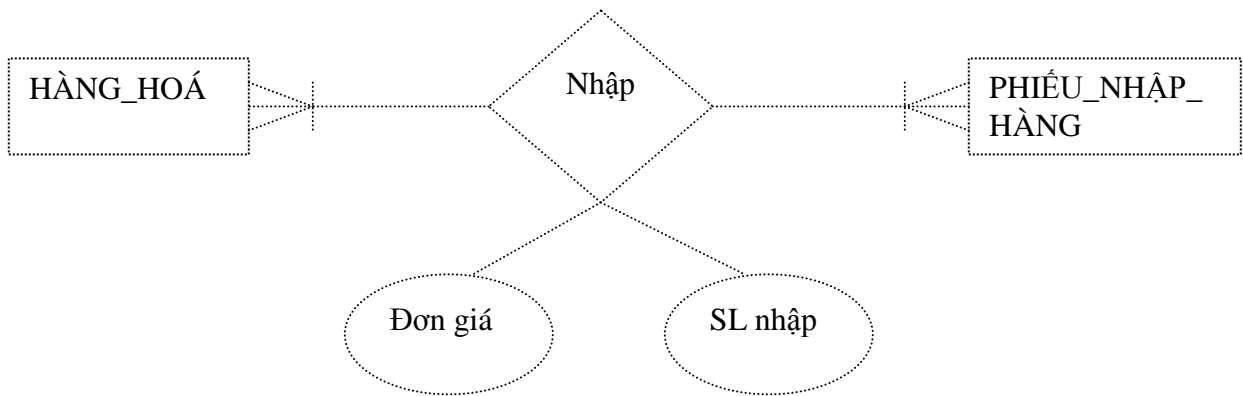 HÀNG_HOÁ
Nhập
PHIẾU_NHẬP_
HÀNG
Đơn giá
SL nhập